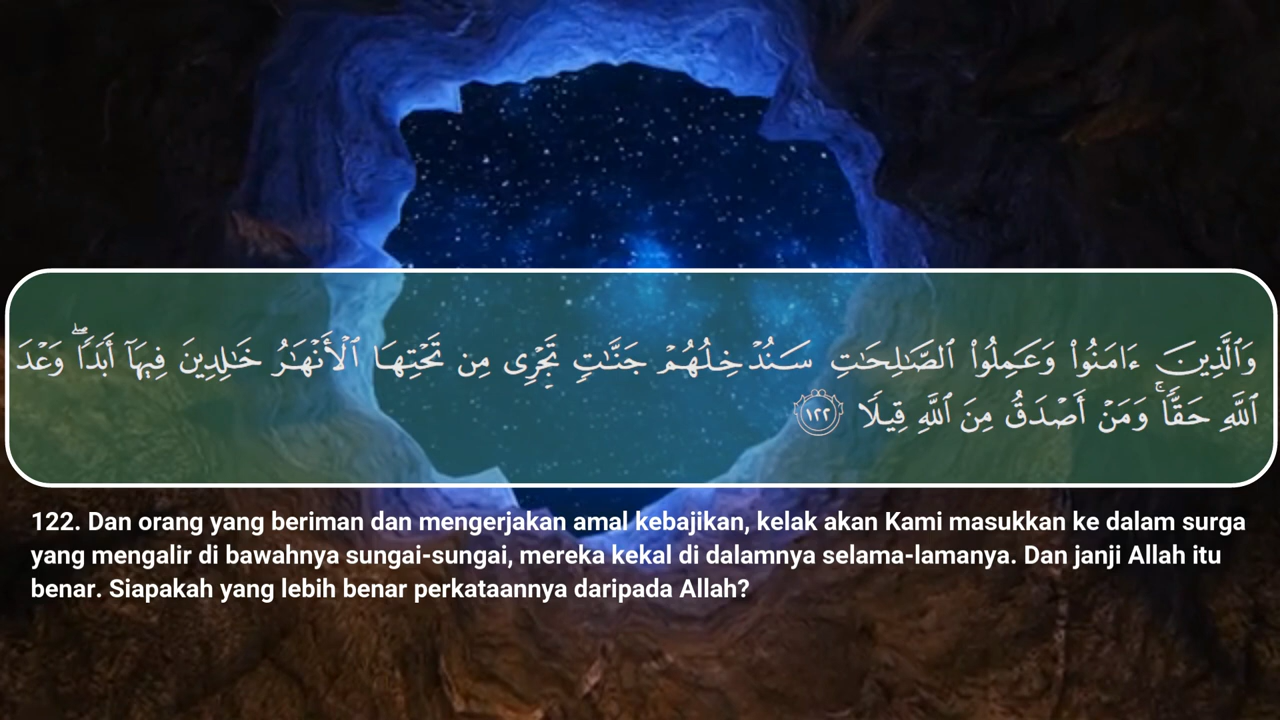 وَٱلَّذِينَ ءَامَنُوا۟ وَعَمِلُوا۟ ٱلصَّـٰلِحَـٰتِ سَنُدْخِلُهُمْ جَنَّـٰتٍ تَجْرِى مِن تَحْتِهَا ٱلْأَنْهَـٰرُ خَـٰلِدِينَ فِيهَآ أَبَدًا ۖ وَعْدَ
ٱللَّهِ حَقًّا ۚ وَمَنْ أَصْدَقُ مِنَ ٱللَّهِ قِيلًا ١٢٢
122. Dan orang yang beriman dan mengerjakan amal kebajikan, kelak akan Kami masukkan ke dalam surga
yang mengalir di bawahnya sungai-sungai, mereka kekal di dalamnya selama-lamanya. Dan janji Allah itu
benar. Siapakah yang lebih benar perkataannya daripada Allah?